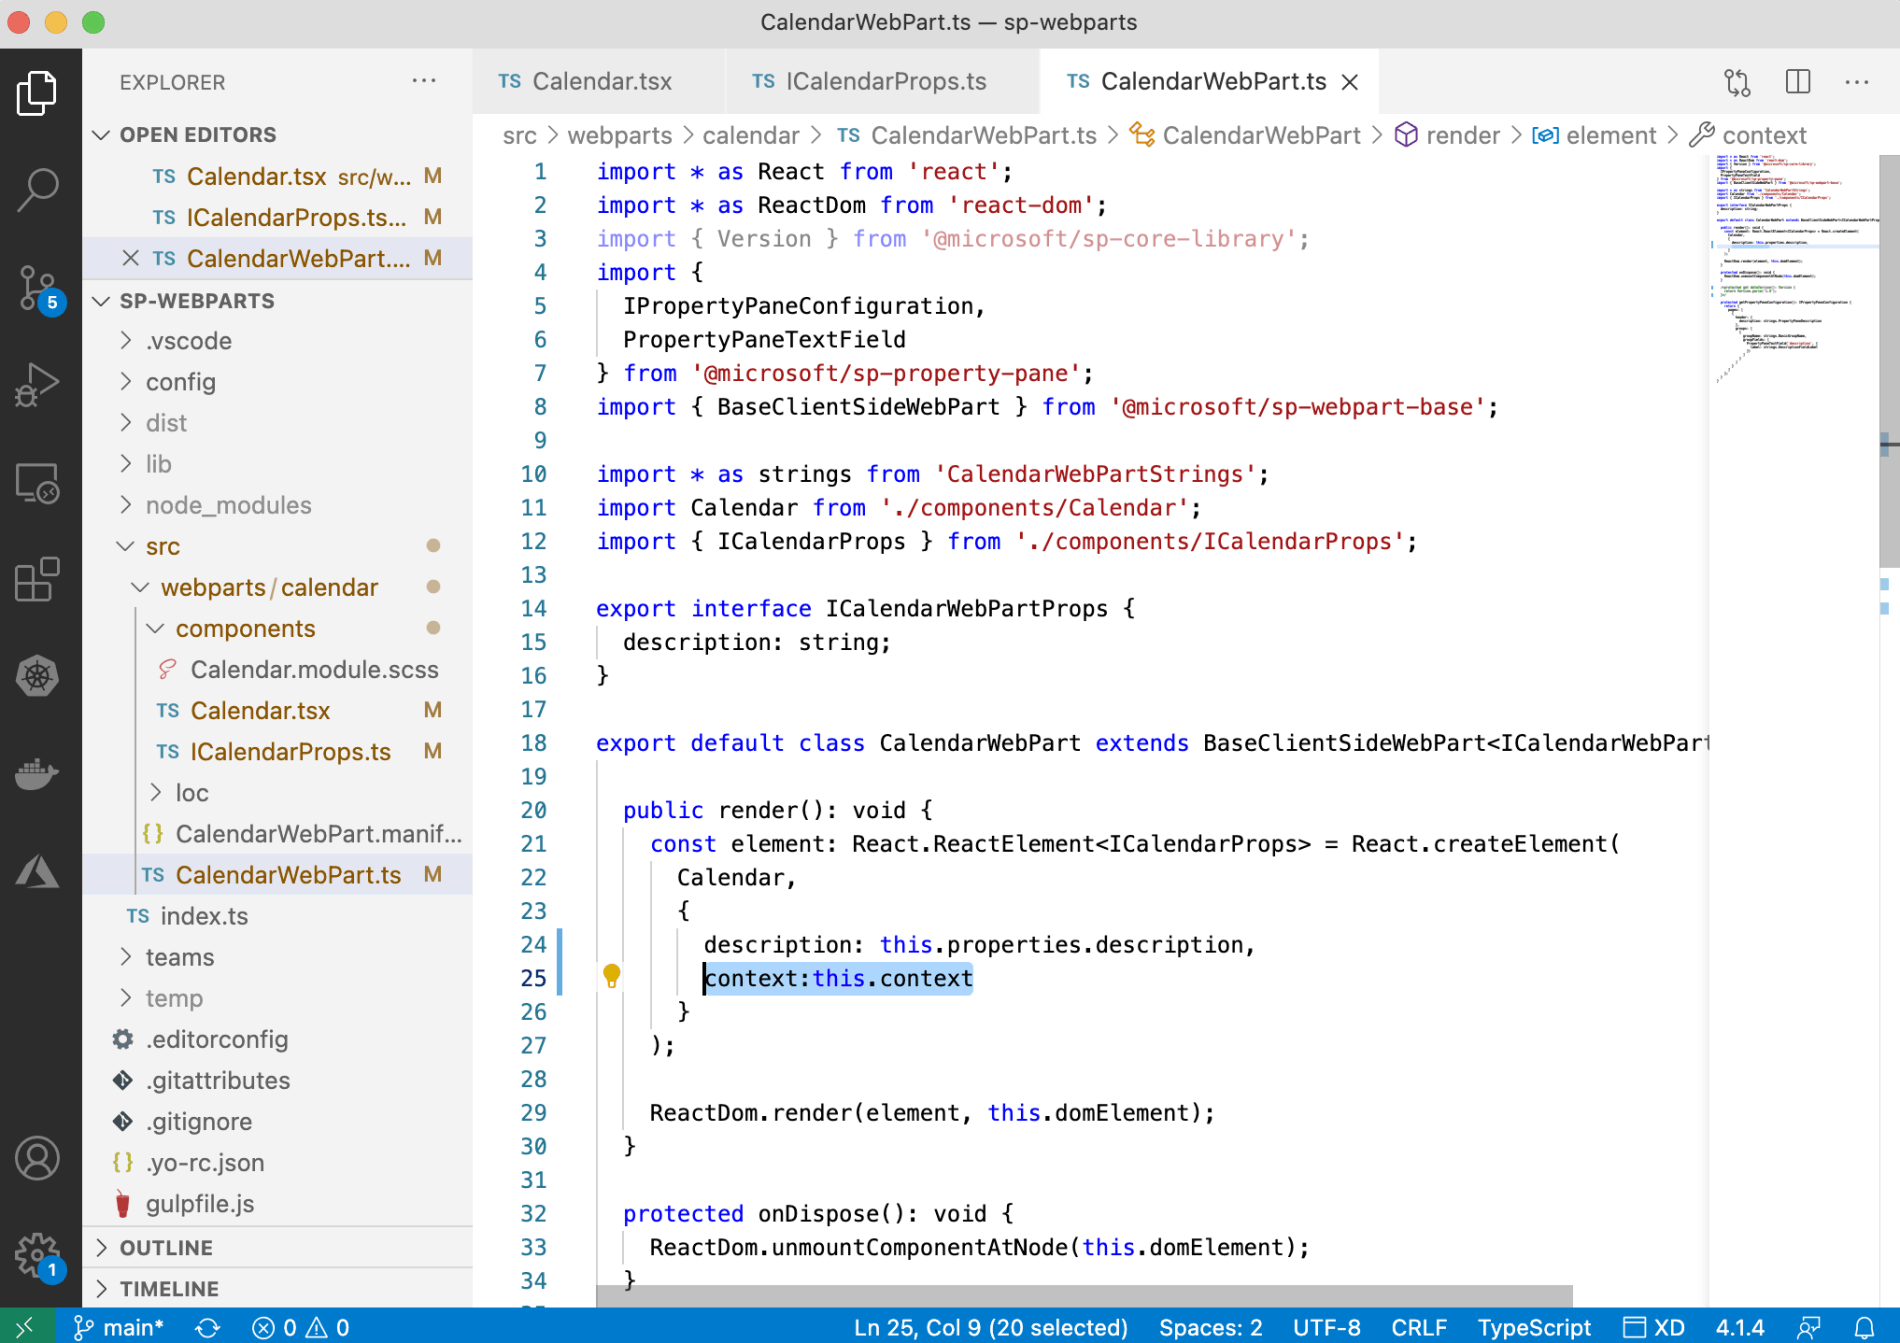 CalendarWebPart.ts — sp-webparts
EXPLORER
OPEN EDITORS
TS Calendar.tsx src/w... M
TS ICalendarProps.ts... M
TS CalendarWebPart.... M
SP-WEBPARTS
.vscode
config
dist
lib
node_modules
src
webparts/calendar
components
Calendar.module.scss
TS Calendar.tsx M
TS ICalendarProps.ts M
loc
{} CalendarWebPart.manif...
TS CalendarWebPart.ts M
TS index.ts
teams
temp
.editorconfig
.gitattributes
.gitignore
{} .yo-rc.json
gulpfile.js
OUTLINE
TIMELINE
5
1
TS Calendar.tsx
TS ICalendarProps.ts
TS CalendarWebPart.ts
src > webparts > calendar > TS CalendarWebPart.ts > CalendarWebPart > render > element > context
1 import * as React from 'react';
2 import * as ReactDom from 'react-dom';
3 import { Version } from '@microsoft/sp-core-library';
4 import {
5 IPropertyPaneConfiguration,
6 PropertyPaneTextField
7 } from '@microsoft/sp-property-pane';
8 import { BaseClientSideWebPart } from '@microsoft/sp-webpart-base';
9
10 import * as strings from 'CalendarWebPartStrings';
11 import Calendar from './components/Calendar';
12 import { ICalendarProps } from './components/ICalendarProps';
13
14 export interface ICalendarWebPartProps {
15 description: string;
16 }
17
18 export default class CalendarWebPart extends BaseClientSideWebPart<ICalendarWebPart
19
20 public render(): void {
21 const element: React.ReactElement<ICalendarProps> = React.createElement(
22 Calendar,
23 {
24 description: this.properties.description,
25 context:this.context
26 }
27 );
28
29 ReactDom.render(element, this.domElement);
30 }
31
32 protected onDispose(): void {
33 ReactDom.unmountComponentAtNode(this.domElement);
34 }
main* 0 0 Ln 25, Col 9 (20 selected) Spaces: 2 UTF-8 CRLF TypeScript XD 4.1.4